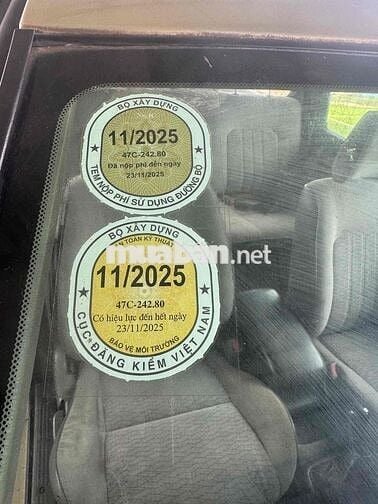 BỘ XÂY DỰNG
11/2025
47C-242.80
Đã nộp phí đến ngày
23/11/2025
TEM NỘP PHÍ SỬ DỤNG ĐƯỜNG BỘ
muaban.net
BỘ XÂY DỰNG
AN TOÀN KỸ THUẬT
11/2025
47C-242.80
Có hiệu lực đến hết ngày
23/11/2025
BẢO VỆ MÔI TRƯỜNG
CỤC ĐĂNG KIỂM VIỆT NAM